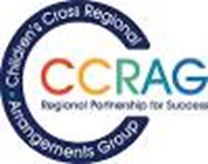 Children's Cross Regional
CCRAG
Regional Partnership for Success
Arrangements Group